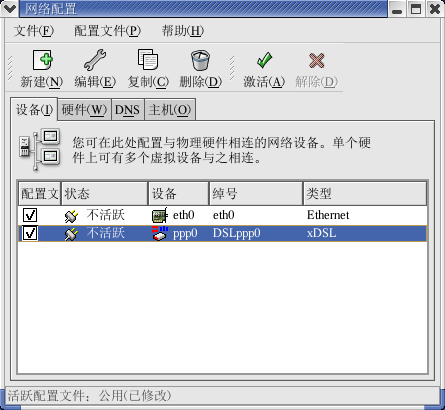 网络配置
文件(F) 配置文件(P) 帮助(H)
新建(N) 编辑(E) 复制(C) 删除(D) 激活(A) 解除(D)
设备(I) 硬件(W) DNS 主机(O)
您可在此处配置与物理硬件相连的网络设备。单个硬
件上可有多个虚拟设备与之相连。
配置文 状态 设备 绰号 类型
不活跃 eth0 eth0 Ethernet
不活跃 ppp0 DSLppp0 xDSL
活跃配置文件：公用(已修改)